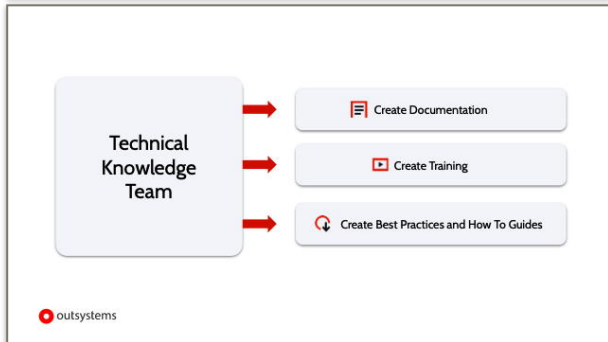 Technical
Knowledge
Team
Create Documentation
Create Training
Create Best Practices and How To Guides
outsystems